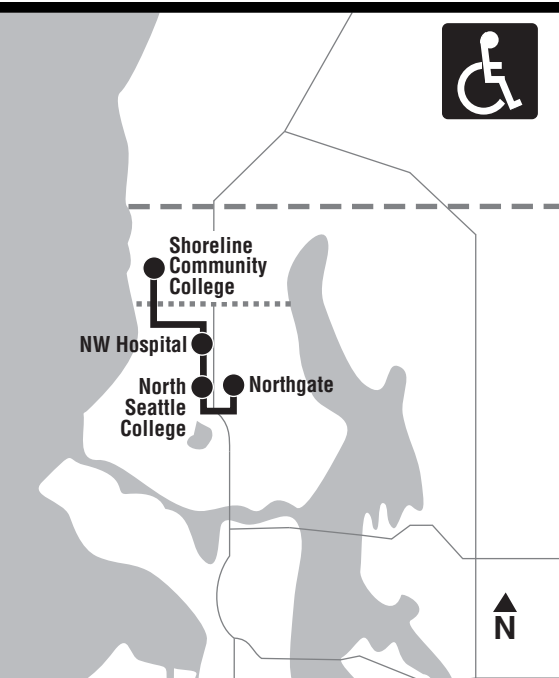 Shoreline
Community
College
NW Hospital
North
Seattle
College
Northgate
N